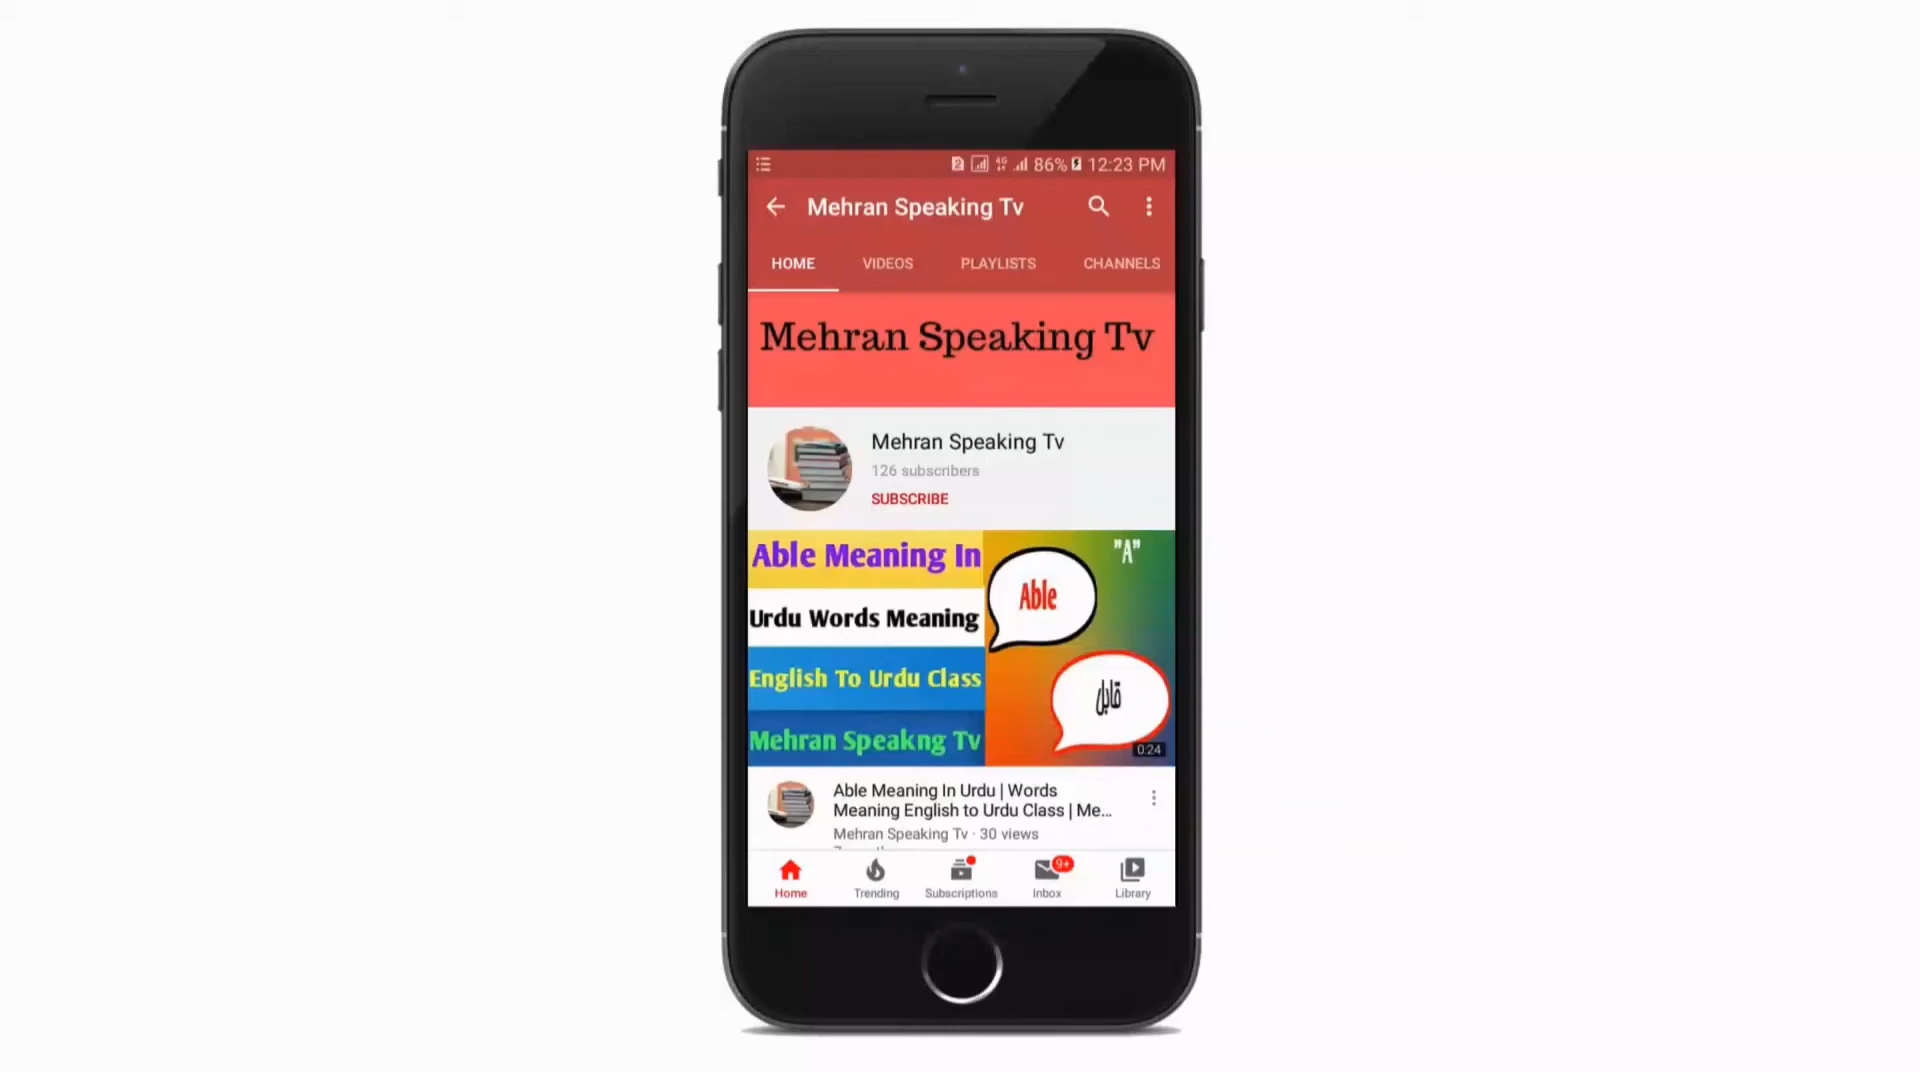 86% 12:23 PM
Mehran Speaking Tv
HOME VIDEOS PLAYLISTS CHANNELS
Mehran Speaking Tv
Mehran Speaking Tv
126 subscribers
SUBSCRIBE
Able Meaning In
Urdu Words Meaning
English To Urdu Class
Mehran Speakng Tv
"A"
Able
قابل
0:24
Able Meaning In Urdu | Words
Meaning English to Urdu Class | Me...
Mehran Speaking Tv · 30 views
9+
Home Trending Subscriptions Inbox Library